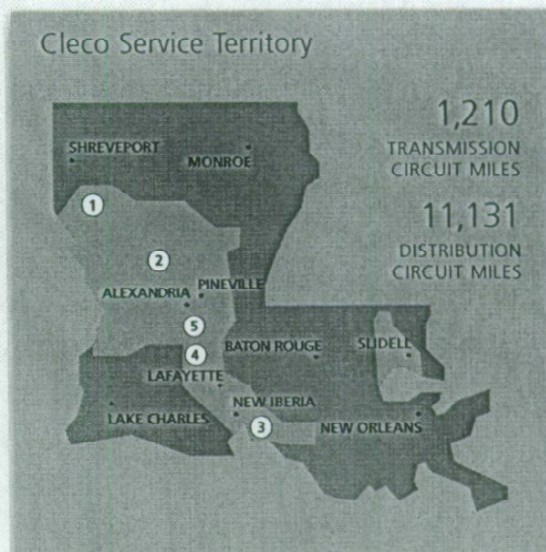 Cleco Service Territory
1,210
TRANSMISSION
CIRCUIT MILES
11,131
DISTRIBUTION
CIRCUIT MILES
SHREVEPORT
MONROE
1
2
ALEXANDRIA
PINEVILLE
5
4
BATON ROUGE
SLIDELL
LAFAYETTE
LAKE CHARLES
NEW IBERIA
3
NEW ORLEANS